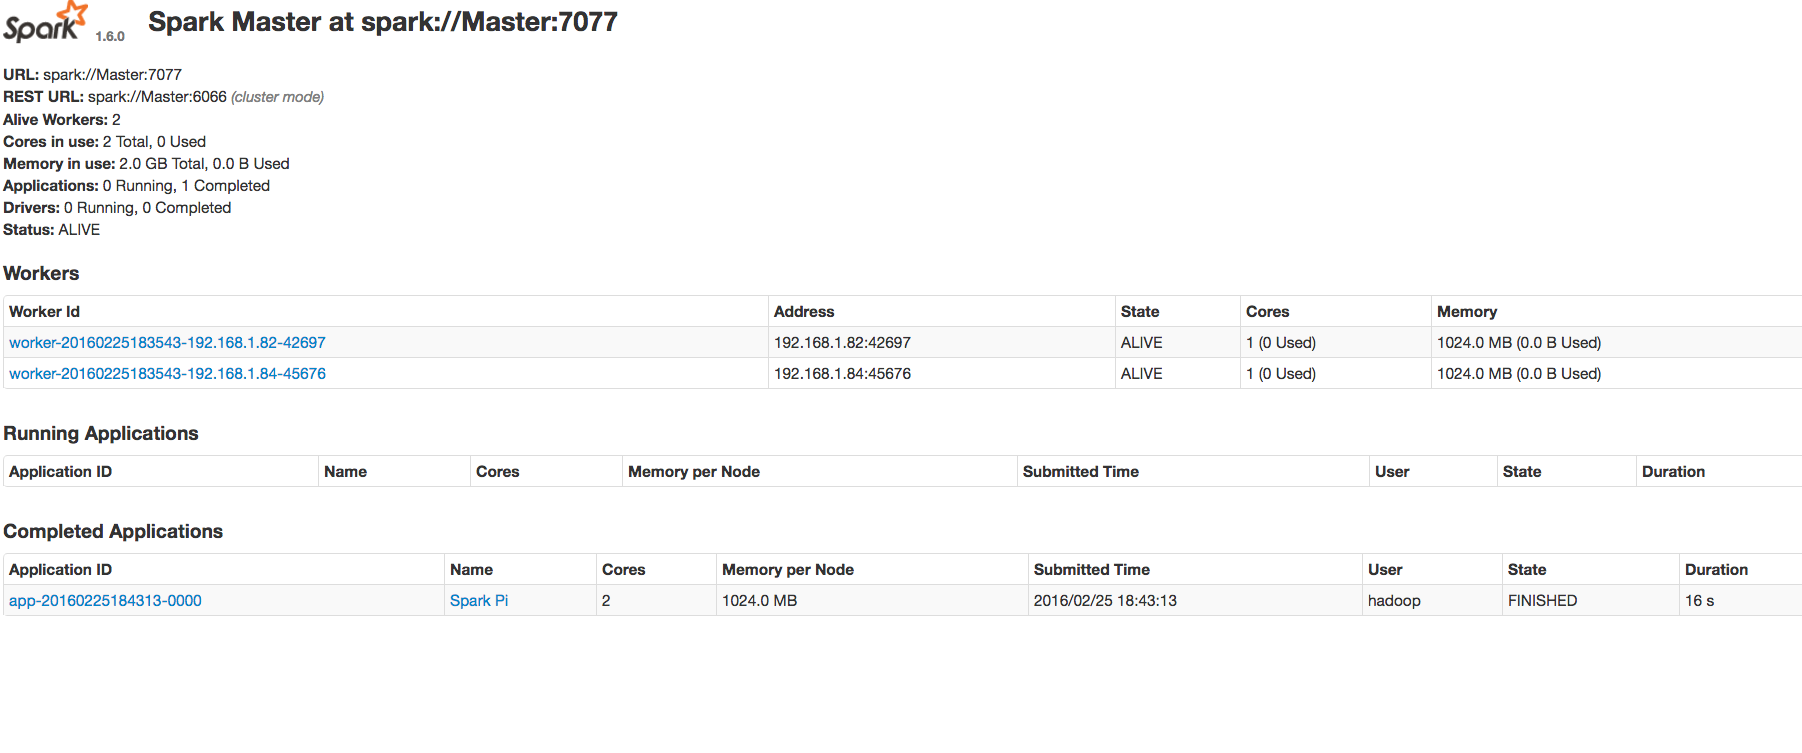 Spark 1.6.0 Spark Master at spark://Master:7077
URL: spark://Master:7077
REST URL: spark://Master:6066 (cluster mode)
Alive Workers: 2
Cores in use: 2 Total, 0 Used
Memory in use: 2.0 GB Total, 0.0 B Used
Applications: 0 Running, 1 Completed
Drivers: 0 Running, 0 Completed
Status: ALIVE
Workers
Worker Id Address State Cores Memory
worker-20160225183543-192.168.1.82-42697 192.168.1.82:42697 ALIVE 1 (0 Used) 1024.0 MB (0.0 B Used)
worker-20160225183543-192.168.1.84-45676 192.168.1.84:45676 ALIVE 1 (0 Used) 1024.0 MB (0.0 B Used)
Running Applications
Application ID Name Cores Memory per Node Submitted Time User State Duration
Completed Applications
Application ID Name Cores Memory per Node Submitted Time User State Duration
app-20160225184313-0000 Spark Pi 2 1024.0 MB 2016/02/25 18:43:13 hadoop FINISHED 16 s